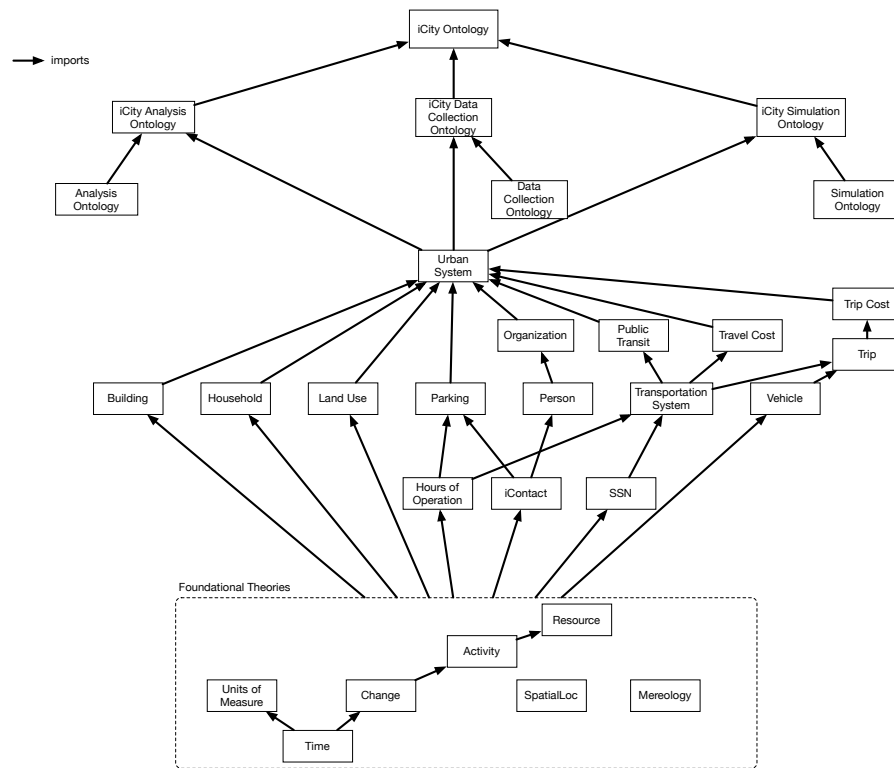 iCity Ontology
imports
iCity Analysis
Ontology
iCity Data
Collection
Ontology
iCity Simulation
Ontology
Analysis
Ontology
Data
Collection
Ontology
Simulation
Ontology
Urban
System
Trip Cost
Organization
Public
Transit
Travel Cost
Trip
Building
Household
Land Use
Parking
Person
Transportation
System
Vehicle
Hours of
Operation
iContact
SSN
Foundational Theories
Resource
Activity
Units of
Measure
Change
SpatialLoc
Mereology
Time